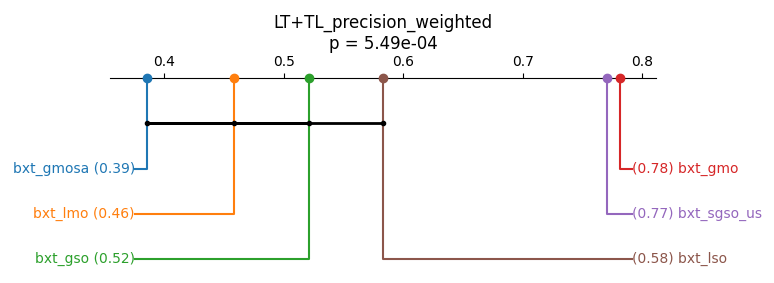 LT+TL_precision_weighted
p = 5.49e-04
0.4 0.5 0.6 0.7 0.8
bxt_gmosa (0.39) (0.78) bxt_gmo
bxt_lmo (0.46) (0.77) bxt_sgso_us
bxt_gso (0.52) (0.58) bxt_lso